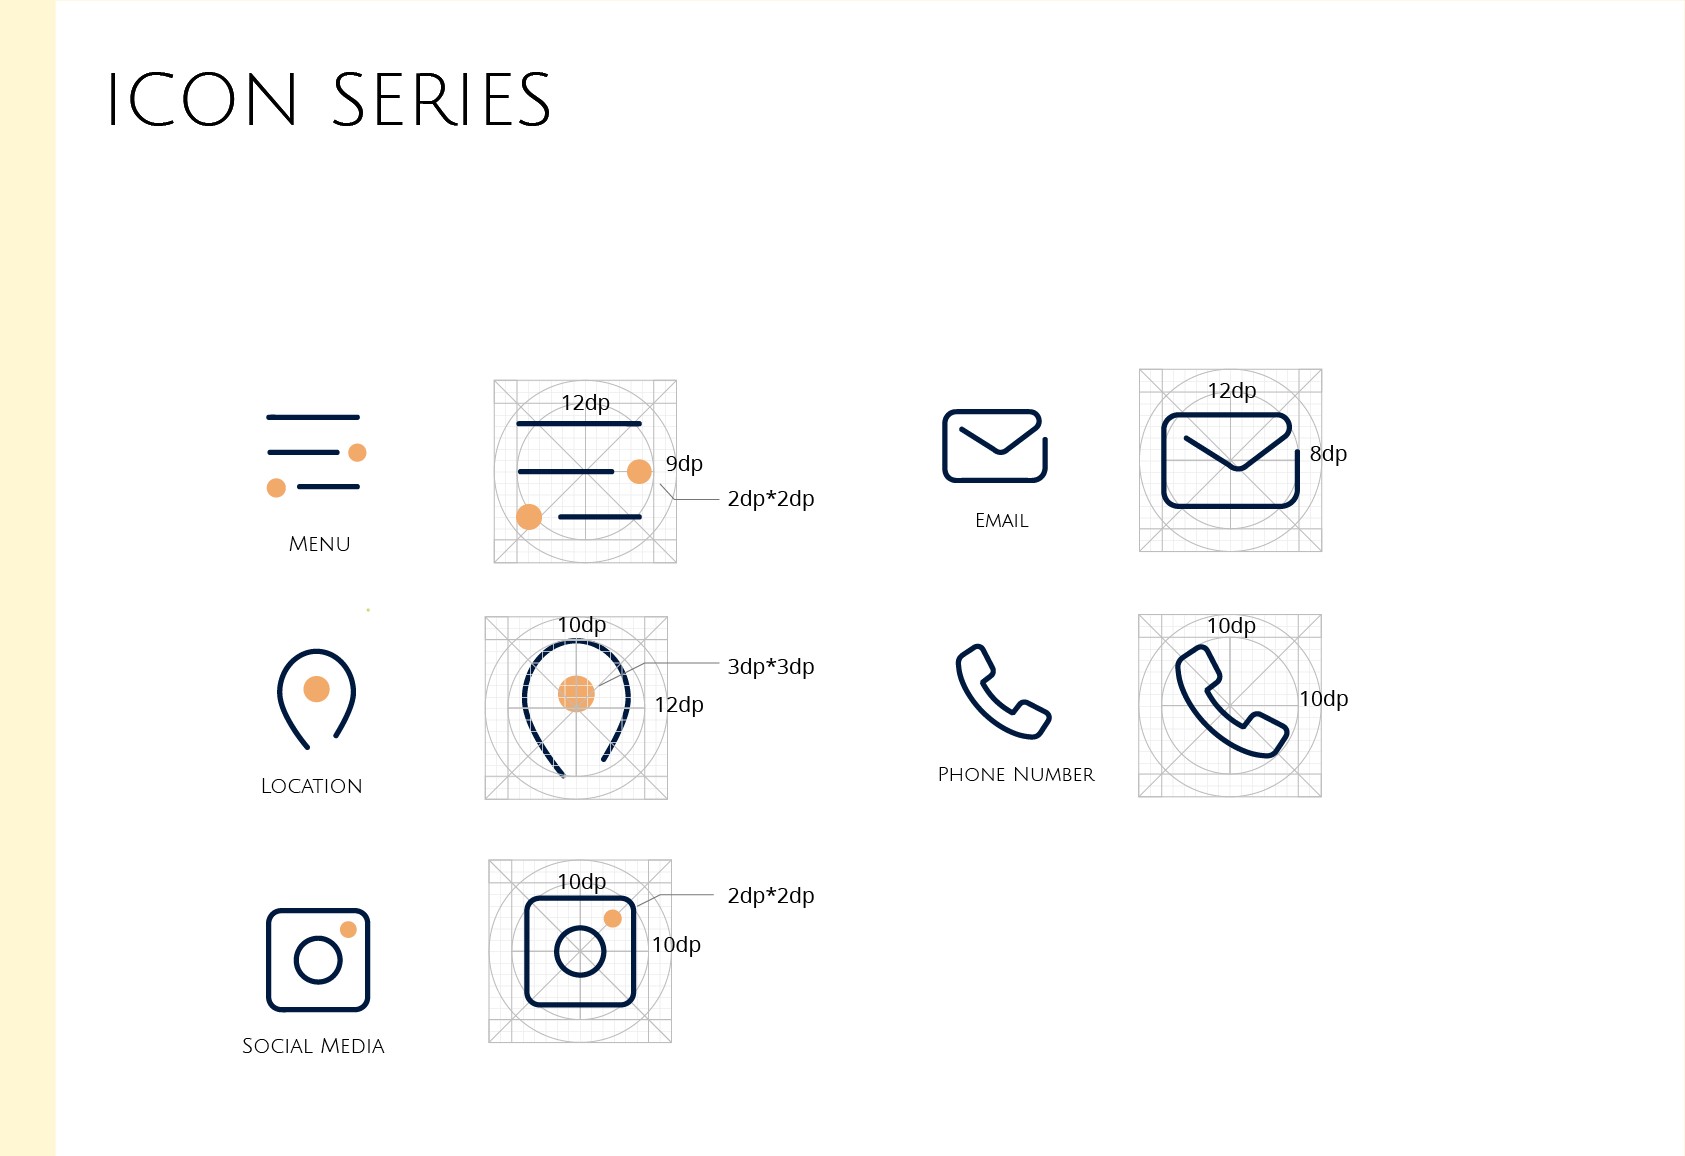 ICON SERIES
12dp
9dp
2dp*2dp
MENU
12dp
8dp
EMAIL
10dp
3dp*3dp
12dp
LOCATION
10dp
10dp
PHONE NUMBER
10dp
2dp*2dp
10dp
SOCIAL MEDIA